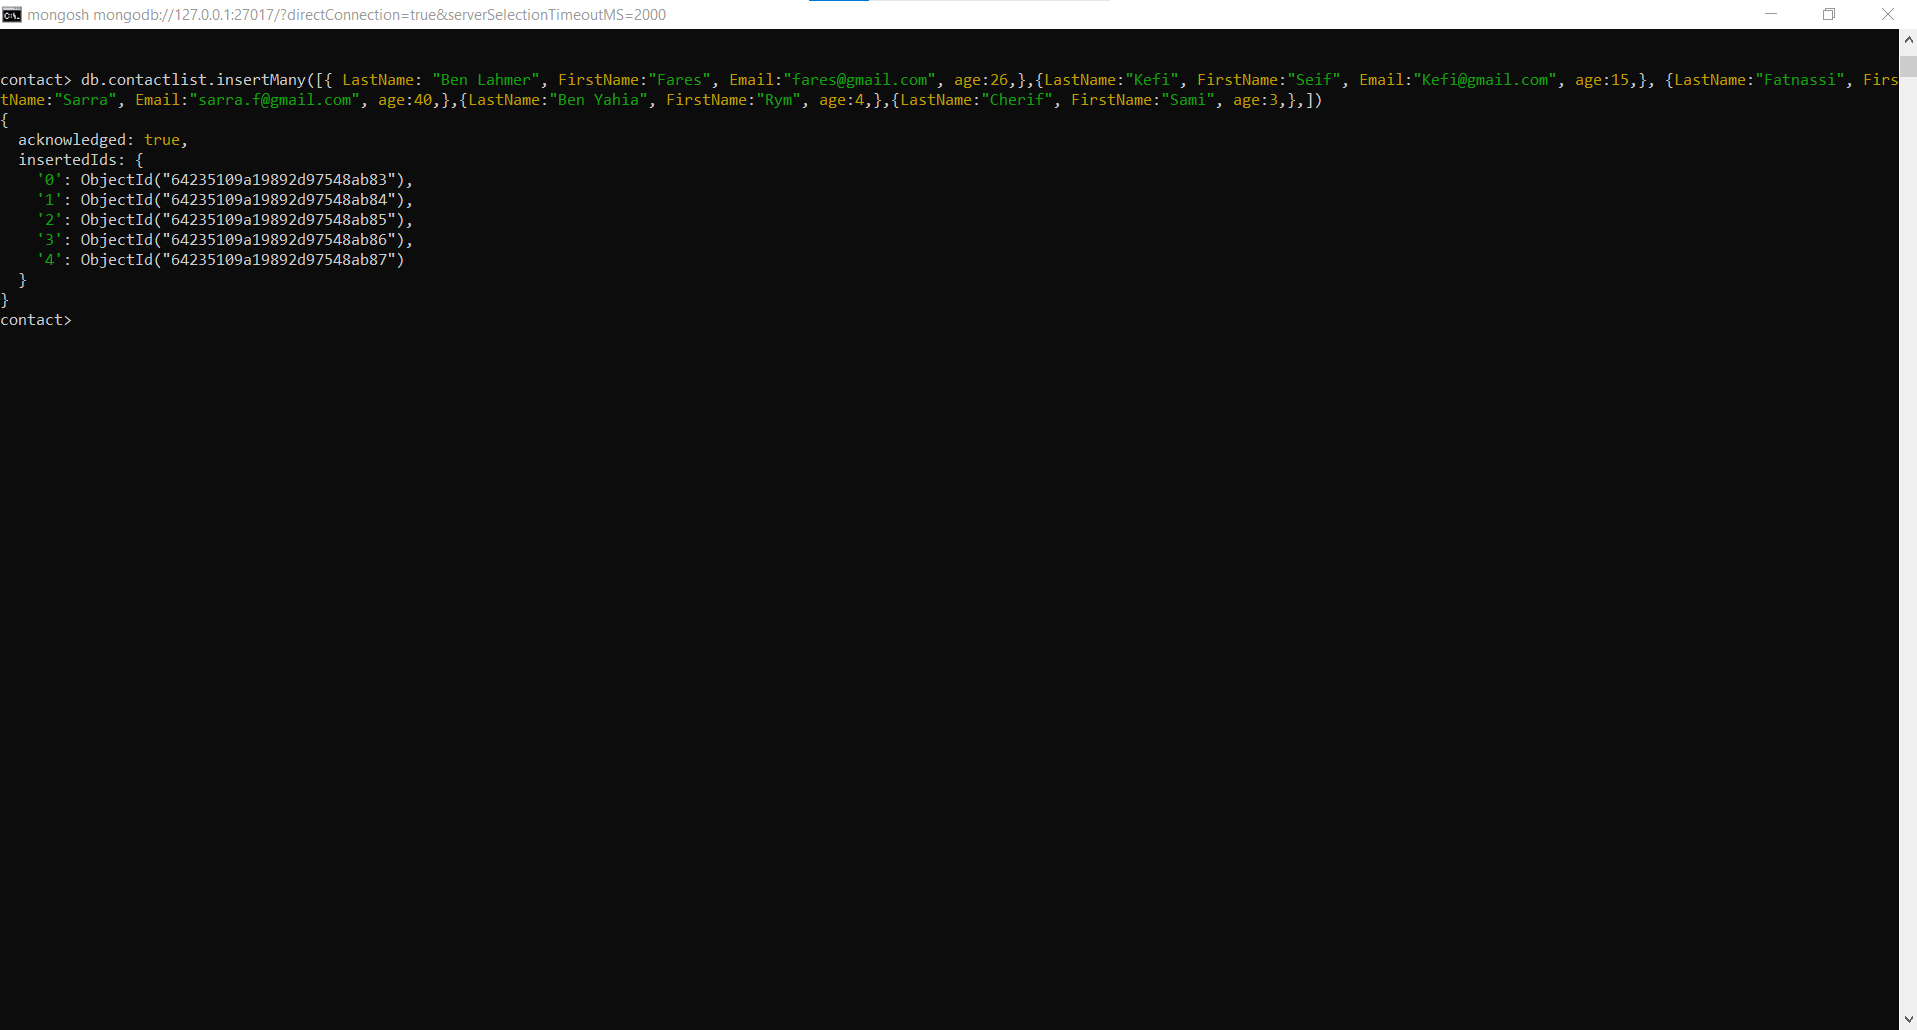 mongosh mongodb://127.0.0.1:27017/?directConnection=true&serverSelectionTimeoutMS=2000
contact> db.contactlist.insertMany([{ LastName: "Ben Lahmer", FirstName:"Fares", Email:"fares@gmail.com", age:26,},{LastName:"Kefi", FirstName:"Seif", Email:"Kefi@gmail.com", age:15,}, {LastName:"Fatnassi", Firs
tName:"Sarra", Email:"sarra.f@gmail.com", age:40,},{LastName:"Ben Yahia", FirstName:"Rym", age:4,},{LastName:"Cherif", FirstName:"Sami", age:3,},])
{
  acknowledged: true,
  insertedIds: {
    '0': ObjectId("64235109a19892d97548ab83"),
    '1': ObjectId("64235109a19892d97548ab84"),
    '2': ObjectId("64235109a19892d97548ab85"),
    '3': ObjectId("64235109a19892d97548ab86"),
    '4': ObjectId("64235109a19892d97548ab87")
  }
}
contact>